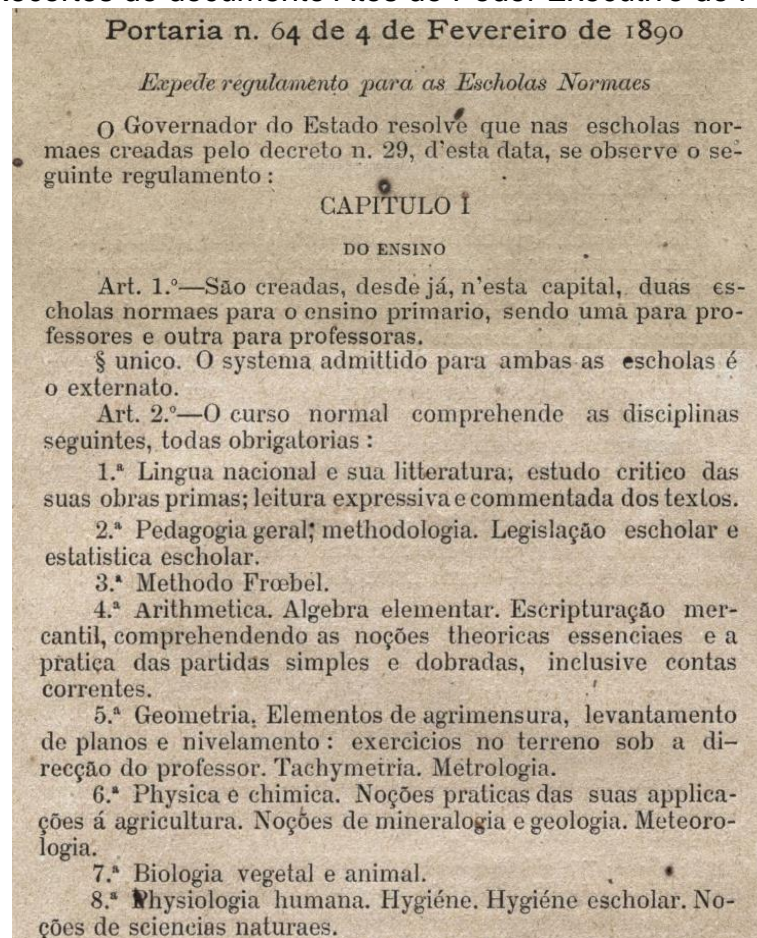 Portaria n. 64 de 4 de Fevereiro de 1890
Expede regulamento para as Escholas Normaes
O Governador do Estado resolve que nas escholas nor-
maes creadas pelo decreto n. 29, d'esta data, se observe o se-
guinte regulamento :
CAPITULO I
DO ENSINO
Art. 1.º—São creadas, desde já, n'esta capital, duas es-
cholas normaes para o ensino primario, sendo uma para pro-
fessores e outra para professoras.
§ unico. O systema admittido para ambas as escholas é
o externato.
Art. 2.º—O curso normal comprehende as disciplinas
seguintes, todas obrigatorias :
1.ª Lingua nacional e sua litteratura; estudo critico das
suas obras primas; leitura expressiva e commentada dos textos.
2.ª Pedagogia geral; methodologia. Legislação escholar e
estatistica escholar.
3.ª Methodo Frœbel.
4.ª Arithmetica. Algebra elementar. Escripturação mer-
cantil, comprehendendo as noções theoricas essenciaes e a
pratica das partidas simples e dobradas, inclusive contas
correntes.
5.ª Geometria. Elementos de agrimensura, levantamento
de planos e nivelamento : exercicios no terreno sob a di-
recção do professor. Tachymetria. Metrologia.
6.ª Physica e chimica. Noções praticas das suas applica-
ções á agricultura. Noções de mineralogia e geologia. Meteoro-
logia.
7.ª Biologia vegetal e animal.
8.ª Physiologia humana. Hygiéne. Hygiéne escholar. No-
ções de sciencias naturaes.